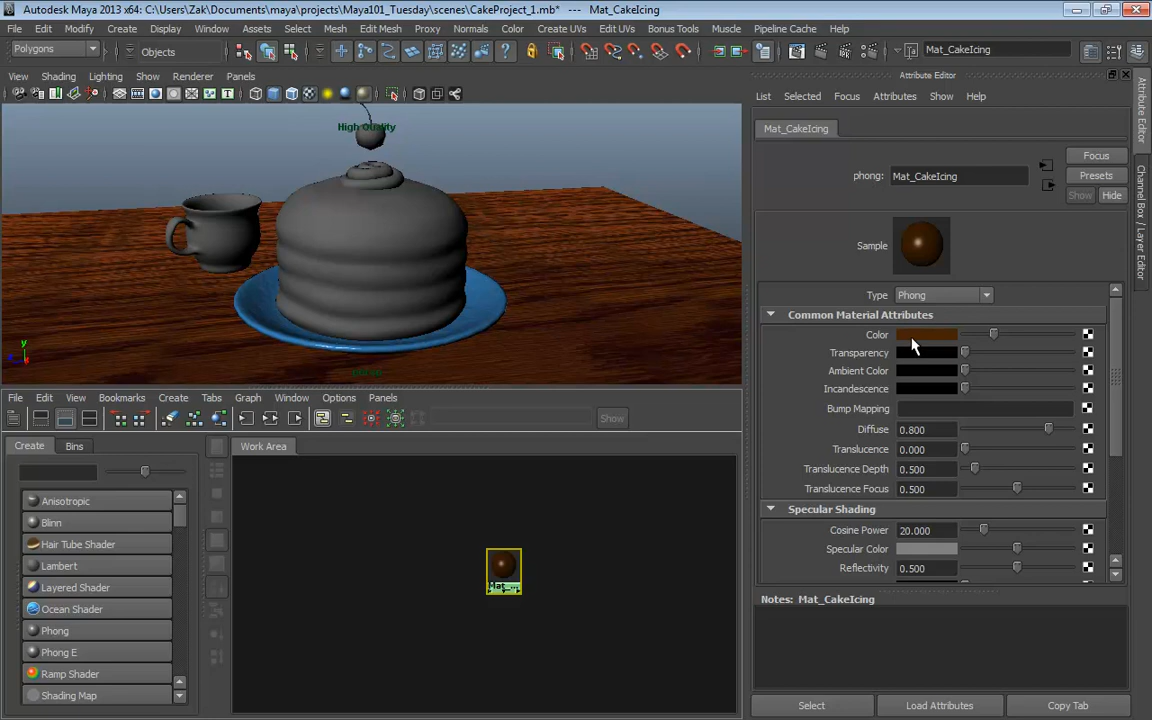 Autodesk Maya 2013 x64: C:\Users\Zak\Documents\maya\projects\Maya101_Tuesday\scenes\CakeProject_1.mb* --- Mat_CakeIcing
File Edit Modify Create Display Window Assets Select Mesh Edit Mesh Proxy Normals Color Create UVs Edit UVs Bonus Tools Muscle Pipeline Cache Help
Polygons Objects Mat_CakeIcing
View Shading Lighting Show Renderer Panels
High Quality
y
Attribute Editor
List Selected Focus Attributes Show Help
Mat_CakeIcing
phong: Mat_CakeIcing
Focus
Presets
Show Hide
Sample
Type Phong
Common Material Attributes
Color
Transparency
Ambient Color
Incandescence
Bump Mapping
Diffuse 0.800
Translucence 0.000
Translucence Depth 0.500
Translucence Focus 0.500
Specular Shading
Cosine Power 20.000
Specular Color
Reflectivity 0.500
Notes: Mat_CakeIcing
Select Load Attributes Copy Tab
Attribute Editor
Channel Box / Layer Editor
File Edit View Bookmarks Create Tabs Graph Window Options Panels
Show
Create Bins
Work Area
Anisotropic
Blinn
Hair Tube Shader
Lambert
Layered Shader
Ocean Shader
Phong
Phong E
Ramp Shader
Shading Map
Mat_...